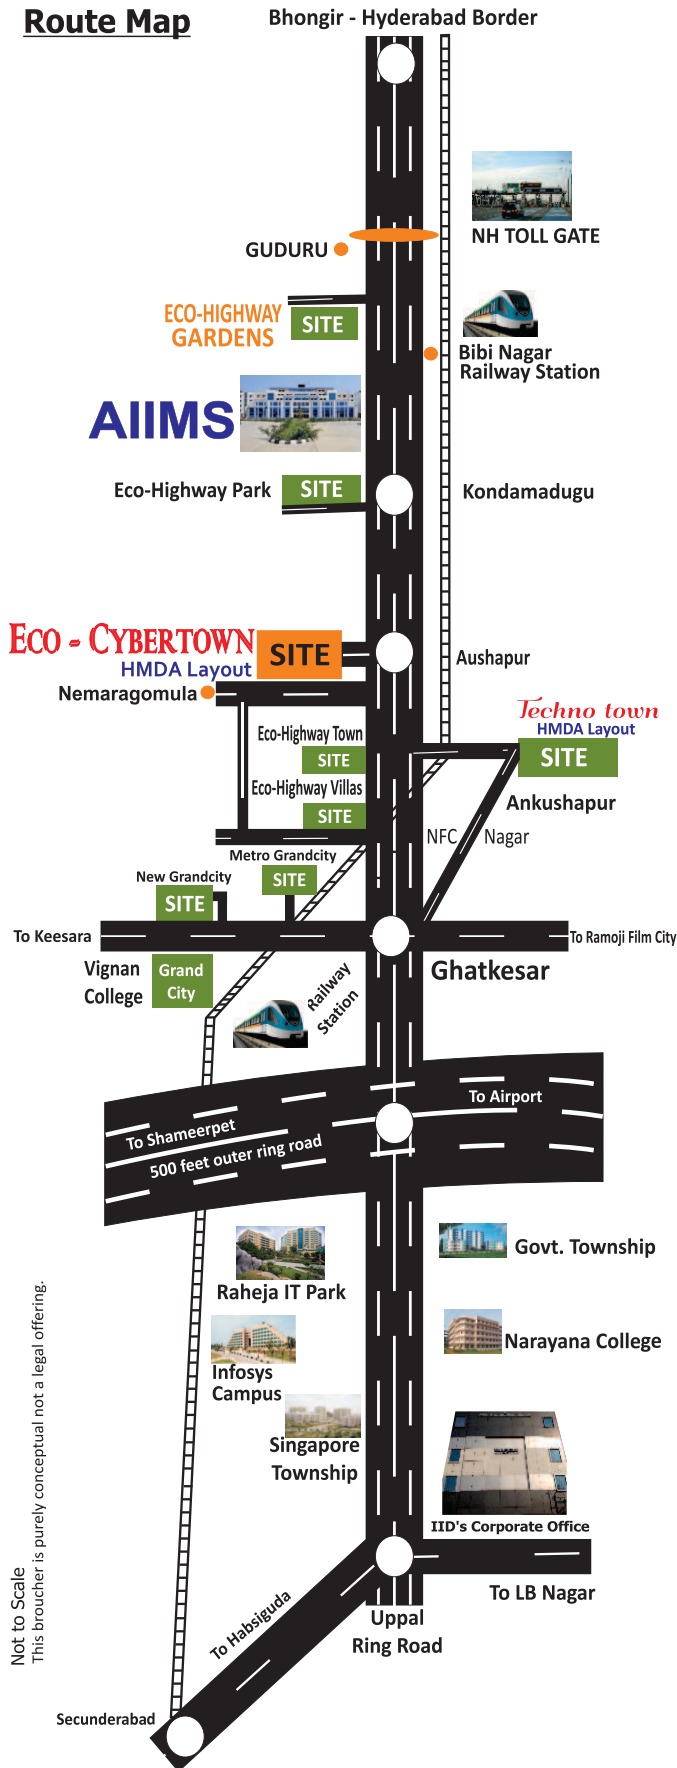 Route Map
Bhongir - Hyderabad Border
NH TOLL GATE
GUDURU
ECO-HIGHWAY
GARDENS
SITE
Bibi Nagar
Railway Station
AIIMS
Eco-Highway Park
SITE
Kondamadugu
ECO - CYBERTOWN
HMDA Layout
SITE
Aushapur
Nemaragomula
Techno town
HMDA Layout
SITE
Eco-Highway Town
SITE
Eco-Highway Villas
SITE
Ankushapur
NFC Nagar
Metro Grandcity
SITE
New Grandcity
SITE
To Keesara
To Ramoji Film City
Vignan
College
Grand
City
Ghatkesar
Railway
Station
To Airport
To Shameerpet
500 feet outer ring road
Govt. Township
Raheja IT Park
Narayana College
Infosys
Campus
Singapore
Township
IID's Corporate Office
To LB Nagar
To Habsiguda
Uppal
Ring Road
Secunderabad
Not to Scale
This broucher is purely conceptual not a legal offering.